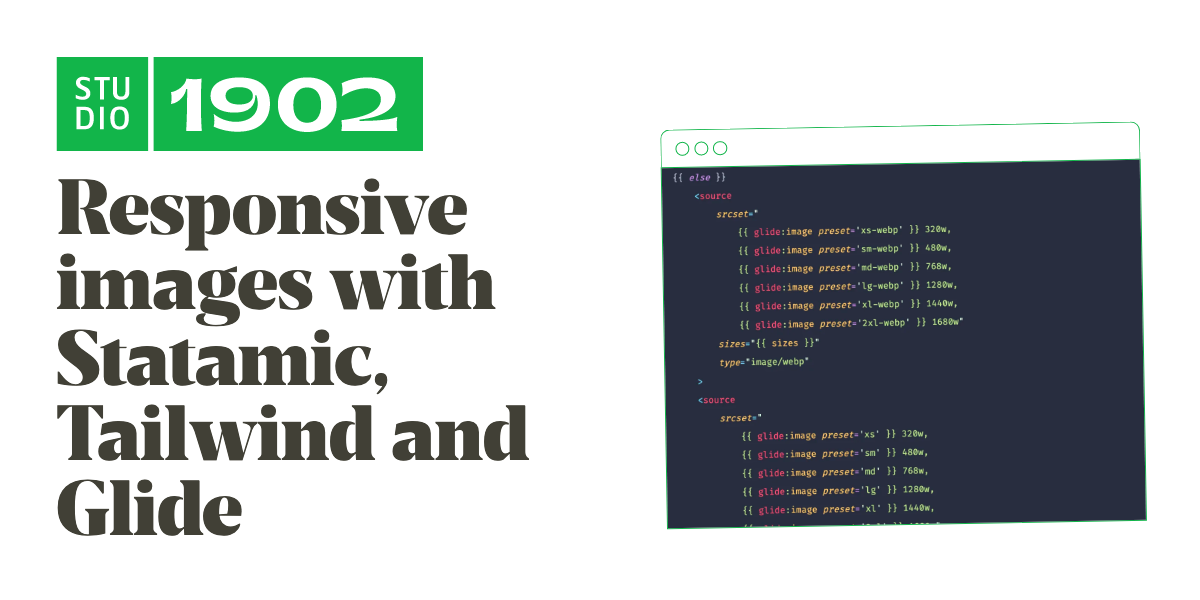 STU
DIO
1902
Responsive
images with
Statamic,
Tailwind and
Glide
{{ else }}
<source
srcset="
{{ glide:image preset='xs-webp' }} 320w,
{{ glide:image preset='sm-webp' }} 480w,
{{ glide:image preset='md-webp' }} 768w,
{{ glide:image preset='lg-webp' }} 1280w,
{{ glide:image preset='xl-webp' }} 1440w,
{{ glide:image preset='2xl-webp' }} 1680w"
sizes="{{ sizes }}"
type="image/webp"
>
<source
srcset="
{{ glide:image preset='xs' }} 320w,
{{ glide:image preset='sm' }} 480w,
{{ glide:image preset='md' }} 768w,
{{ glide:image preset='lg' }} 1280w,
{{ glide:image preset='xl' }} 1440w,